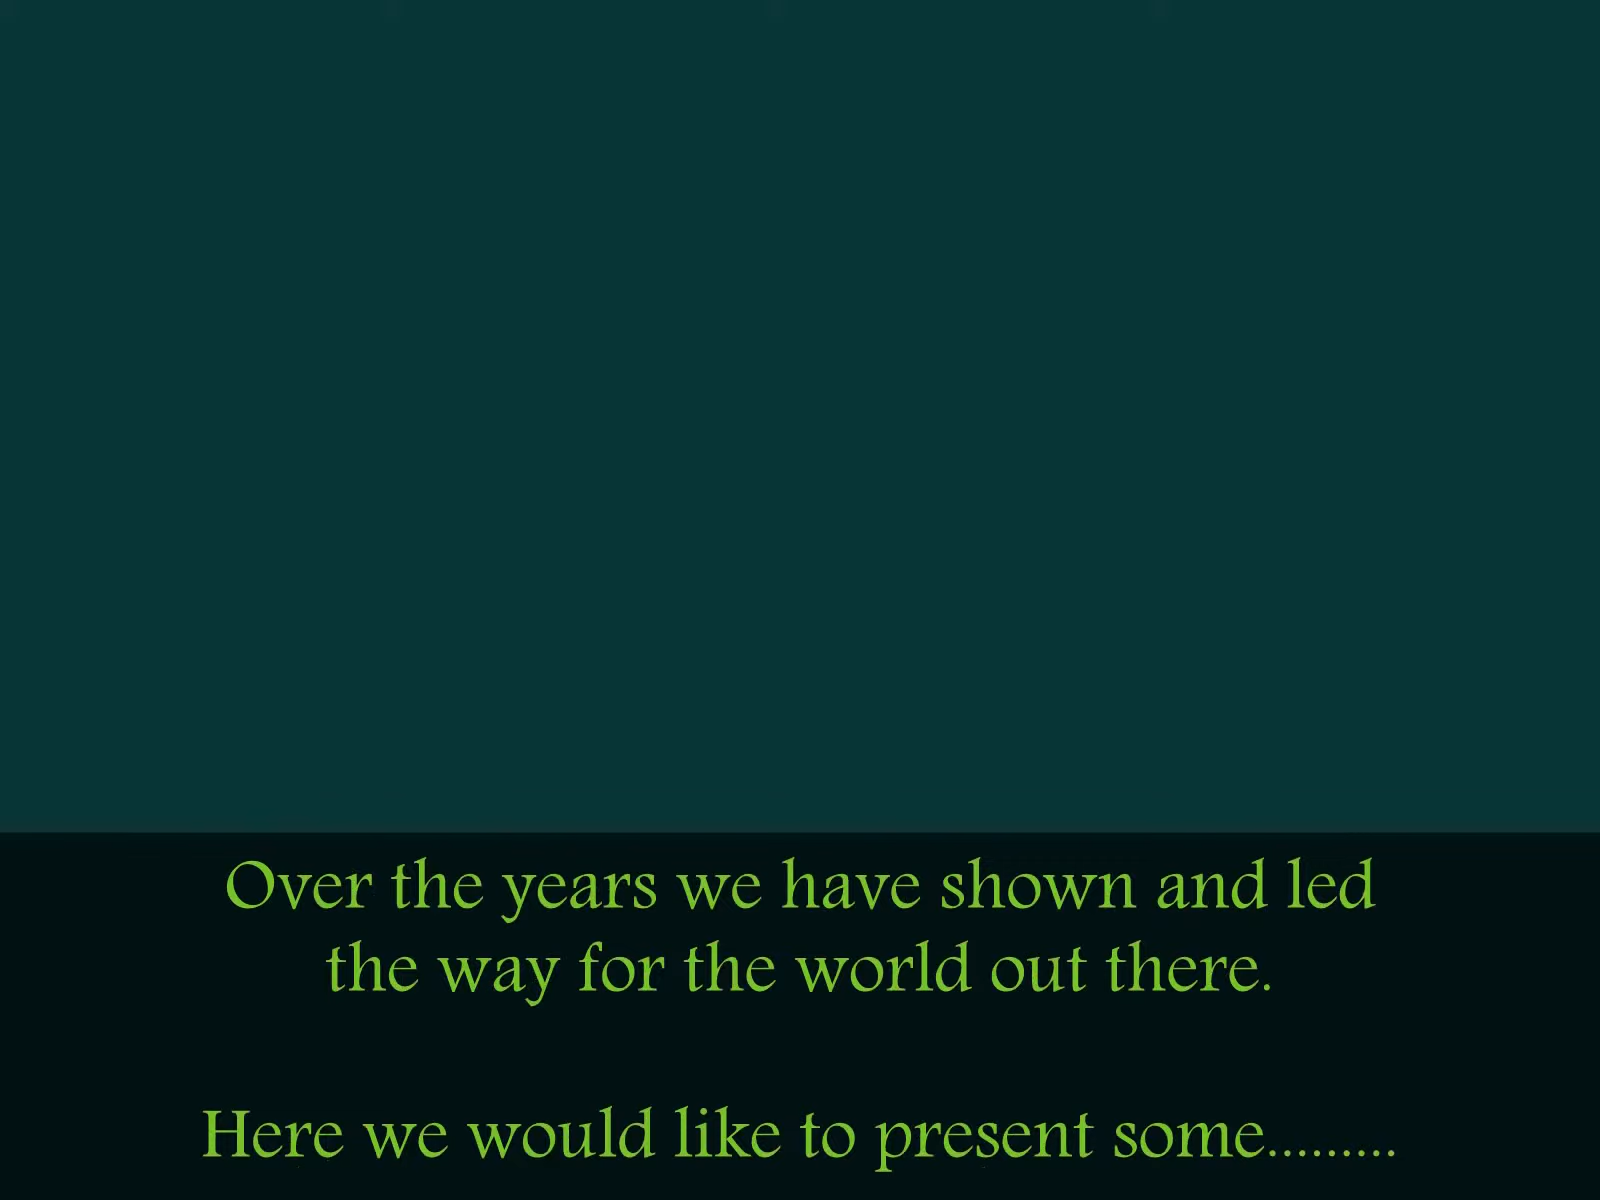 Over the years we have shown and led
the way for the world out there.
Here we would like to present some.........